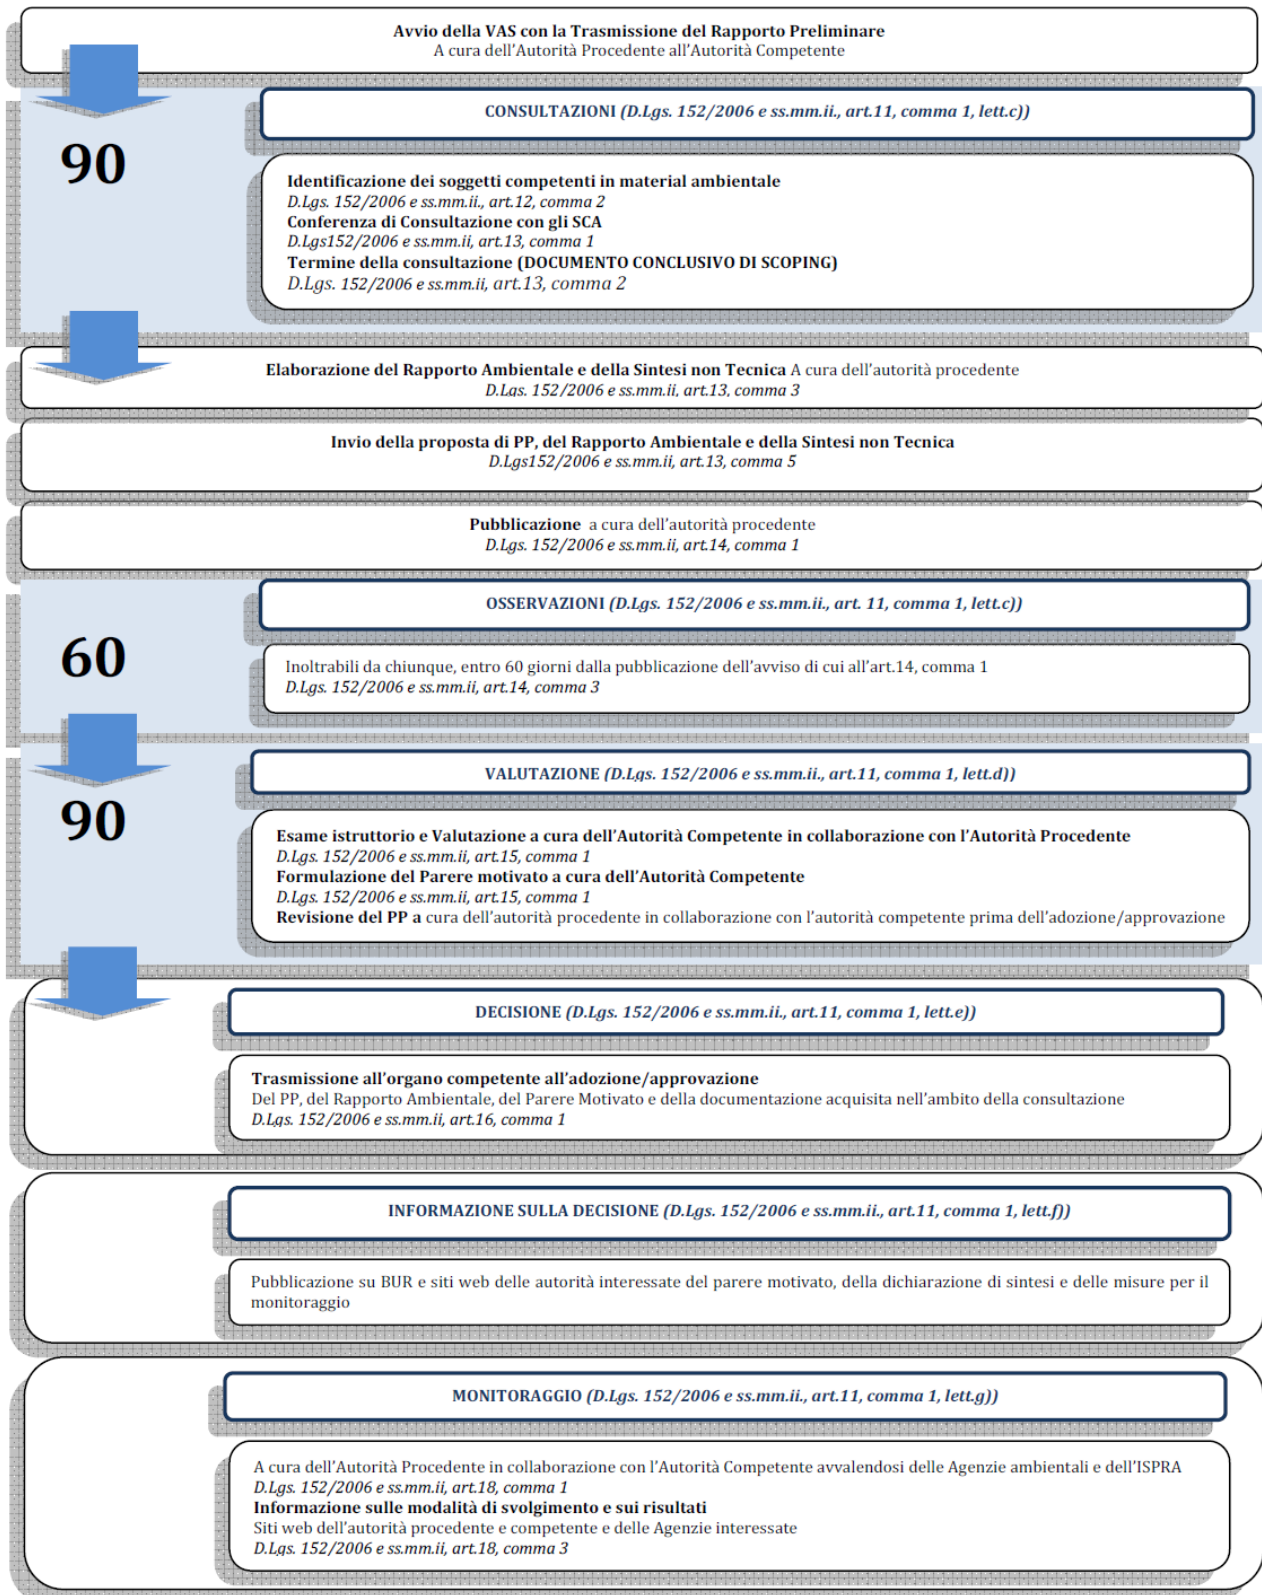 Avvio della VAS con la Trasmissione del Rapporto Preliminare
A cura dell'Autorità Procedente all'Autorità Competente
CONSULTAZIONI (D.Lgs. 152/2006 e ss.mm.ii., art.11, comma 1, lett.c))
90
Identificazione dei soggetti competenti in material ambientale
D.Lgs. 152/2006 e ss.mm.ii., art.12, comma 2
Conferenza di Consultazione con gli SCA
D.Lgs152/2006 e ss.mm.ii, art.13, comma 1
Termine della consultazione (DOCUMENTO CONCLUSIVO DI SCOPING)
D.Lgs. 152/2006 e ss.mm.ii, art.13, comma 2
Elaborazione del Rapporto Ambientale e della Sintesi non Tecnica A cura dell'autorità procedente
D.Lgs. 152/2006 e ss.mm.ii, art.13, comma 3
Invio della proposta di PP, del Rapporto Ambientale e della Sintesi non Tecnica
D.Lgs152/2006 e ss.mm.ii, art.13, comma 5
Pubblicazione a cura dell'autorità procedente
D.Lgs. 152/2006 e ss.mm.ii, art.14, comma 1
OSSERVAZIONI (D.Lgs. 152/2006 e ss.mm.ii., art. 11, comma 1, lett.c))
60
Inoltrabili da chiunque, entro 60 giorni dalla pubblicazione dell'avviso di cui all'art.14, comma 1
D.Lgs. 152/2006 e ss.mm.ii, art.14, comma 3
VALUTAZIONE (D.Lgs. 152/2006 e ss.mm.ii., art.11, comma 1, lett.d))
90
Esame istruttorio e Valutazione a cura dell'Autorità Competente in collaborazione con l'Autorità Procedente
D.Lgs. 152/2006 e ss.mm.ii, art.15, comma 1
Formulazione del Parere motivato a cura dell'Autorità Competente
D.Lgs. 152/2006 e ss.mm.ii, art.15, comma 1
Revisione del PP a cura dell'autorità procedente in collaborazione con l'autorità competente prima dell'adozione/approvazione
DECISIONE (D.Lgs. 152/2006 e ss.mm.ii., art.11, comma 1, lett.e))
Trasmissione all'organo competente all'adozione/approvazione
Del PP, del Rapporto Ambientale, del Parere Motivato e della documentazione acquisita nell'ambito della consultazione
D.Lgs. 152/2006 e ss.mm.ii, art.16, comma 1
INFORMAZIONE SULLA DECISIONE (D.Lgs. 152/2006 e ss.mm.ii., art.11, comma 1, lett.f))
Pubblicazione su BUR e siti web delle autorità interessate del parere motivato, della dichiarazione di sintesi e delle misure per il
monitoraggio
MONITORAGGIO (D.Lgs. 152/2006 e ss.mm.ii., art.11, comma 1, lett.g))
A cura dell'Autorità Procedente in collaborazione con l'Autorità Competente avvalendosi delle Agenzie ambientali e dell'ISPRA
D.Lgs. 152/2006 e ss.mm.ii, art.18, comma 1
Informazione sulle modalità di svolgimento e sui risultati
Siti web dell'autorità procedente e competente e delle Agenzie interessate
D.Lgs. 152/2006 e ss.mm.ii, art.18, comma 3